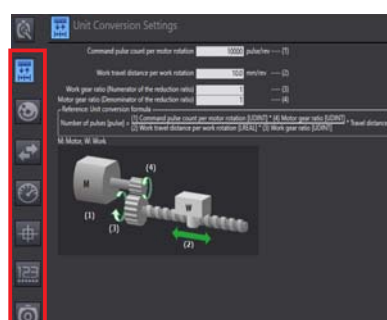 Unit Conversion Settings
Command pulse count per motor rotation 10000 pulse/rev ---- (1)
Work travel distance per work rotation 10.0 mm/rev ---- (2)
Work gear ratio (Numerator of the reduction ratio) 1 ---- (3)
Motor gear ratio (Denominator of the reduction ratio) 1 ---- (4)
Reference: Unit conversion formula
(1) Command pulse count per motor rotation [UDINT] * (4) Motor gear ratio [UDINT]
Number of pulses [pulse] = * Travel distance
(2) Work travel distance per work rotation [LREAL] * (3) Work gear ratio [UDINT]
M: Motor, W: Work
(4)
M
W
(1)
(3)
(2)
123